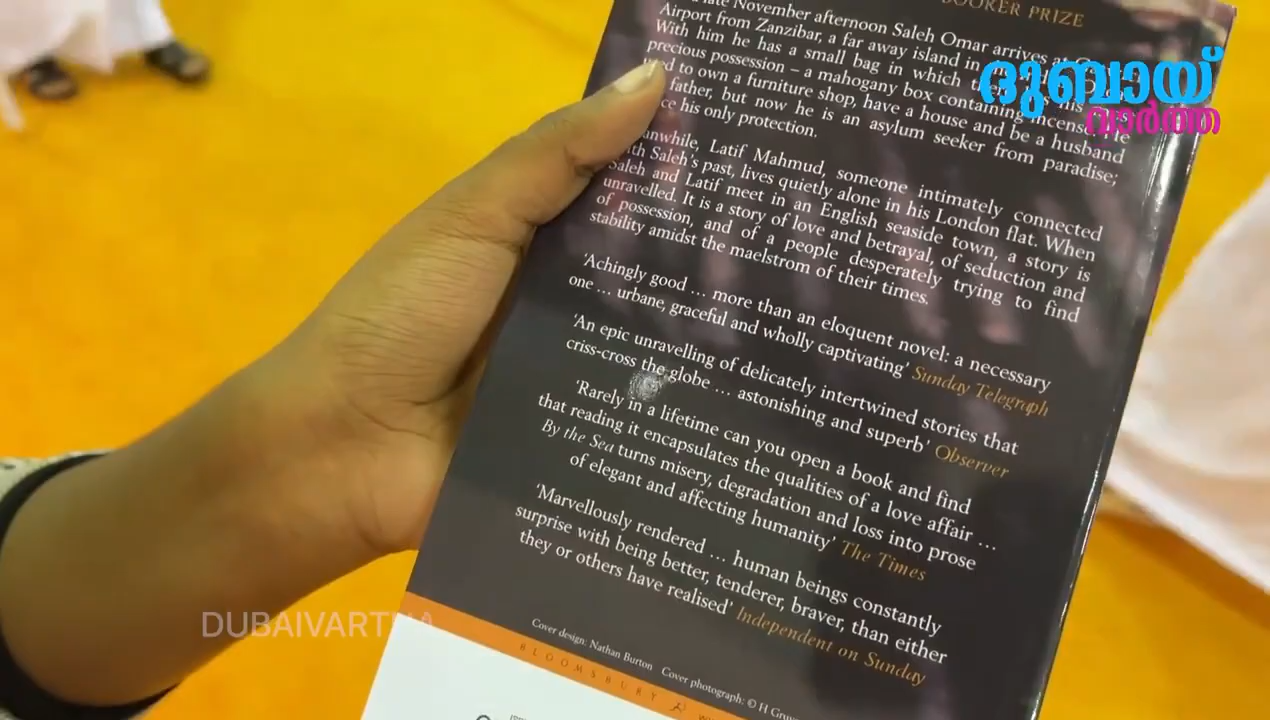 BOOKER PRIZE
late November afternoon Saleh Omar arrives at
Airport from Zanzibar, a far away island in
With him he has a small bag in which his
precious possession – a mahogany box containing incense. He
to own a furniture shop, have a house and be a husband
father, but now he is an asylum seeker from paradise;
his only protection.
Latif Mahmud, someone intimately connected
Saleh's past, lives quietly alone in his London flat. When
Saleh and Latif meet in an English seaside town, a story is
unravelled. It is a story of love and betrayal, of seduction and
of possession, and of a people desperately trying to find
stability amidst the maelstrom of their times.
‘Achingly good … more than an eloquent novel: a necessary
one … urbane, graceful and wholly captivating’ Sunday Telegraph
‘An epic unravelling of delicately intertwined stories that
criss-cross the globe … astonishing and superb’ Observer
‘Rarely in a lifetime can you open a book and find
that reading it encapsulates the qualities of a love affair …
By the Sea turns misery, degradation and loss into prose
of elegant and affecting humanity’ The Times
‘Marvellously rendered … human beings constantly
surprise with being better, tenderer, braver, than either
they or others have realised’ Independent on Sunday
Cover design: Nathan Burton Cover photograph: © H
BLOOMSBURY
ദുബായ്
വാർത്ത
DUBAIVARTHA